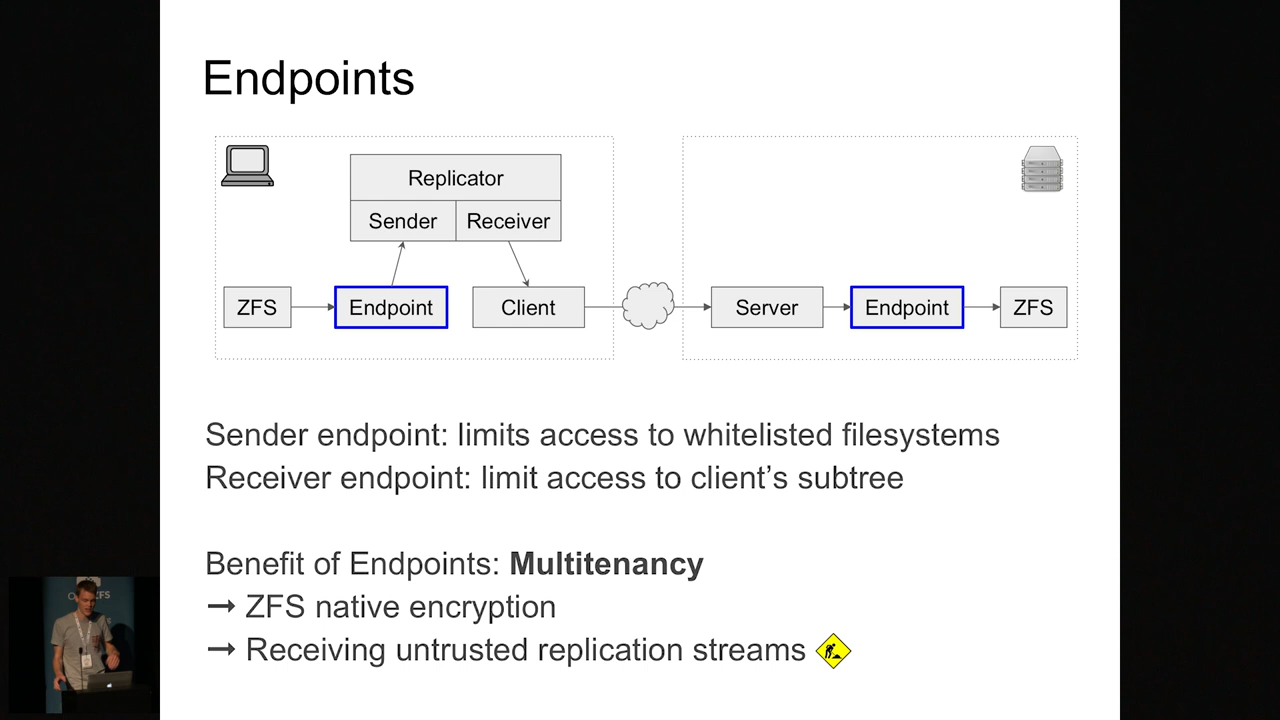 Endpoints
Replicator
Sender Receiver
ZFS Endpoint Client Server Endpoint ZFS
Sender endpoint: limits access to whitelisted filesystems
Receiver endpoint: limit access to client's subtree
Benefit of Endpoints: Multitenancy
→ ZFS native encryption
→ Receiving untrusted replication streams